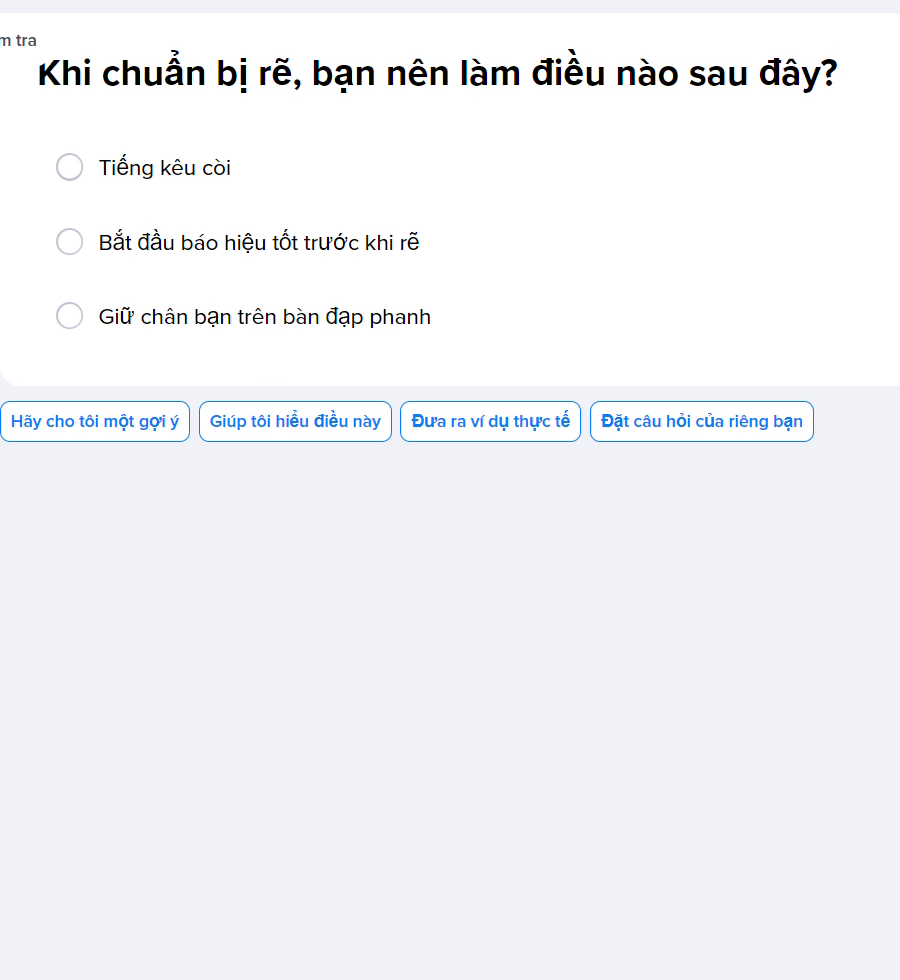 m tra
Khi chuẩn bị rẽ, bạn nên làm điều nào sau đây?
Tiếng kêu còi
Bắt đầu báo hiệu tốt trước khi rẽ
Giữ chân bạn trên bàn đạp phanh
Hãy cho tôi một gợi ý
Giúp tôi hiểu điều này
Đưa ra ví dụ thực tế
Đặt câu hỏi của riêng bạn